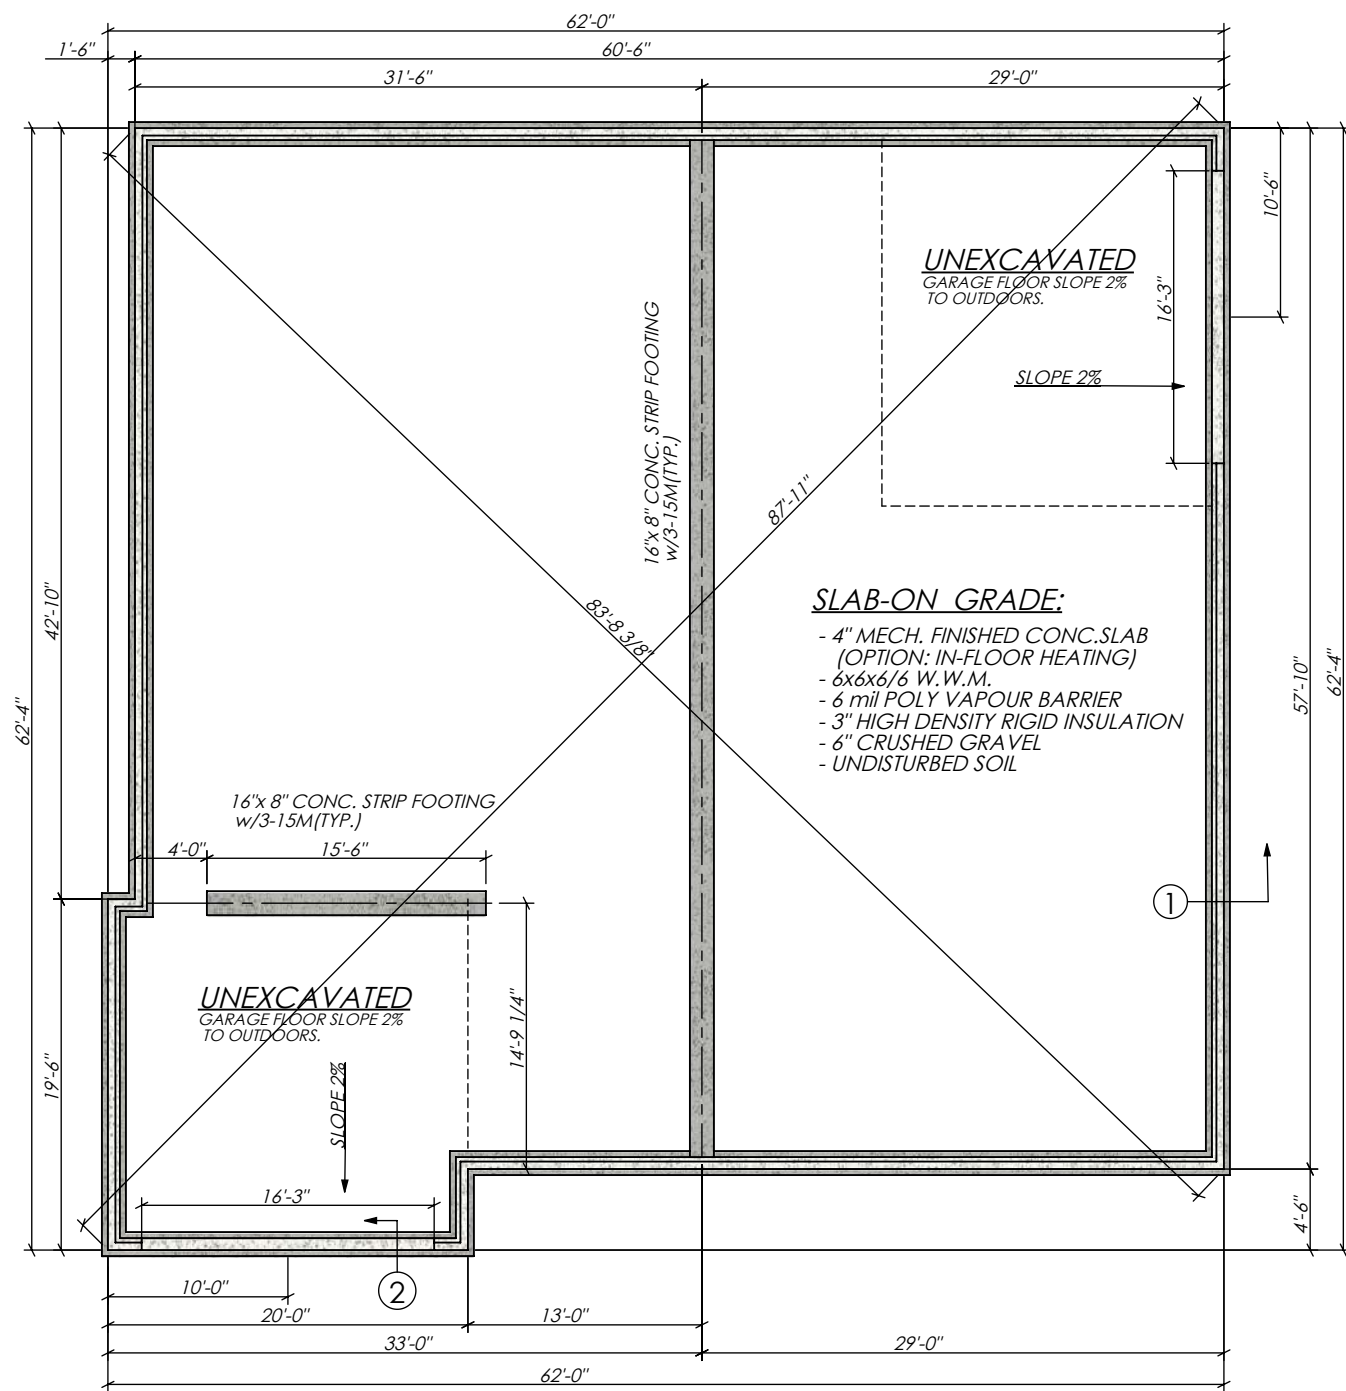 62'-0"
1'-6"
60'-6"
31'-6"
29'-0"
10'-6"
UNEXCAVATED
GARAGE FLOOR SLOPE 2%
TO OUTDOORS.
16'-3"
SLOPE 2%
16"x 8" CONC. STRIP FOOTING
w/3-15M(TYP.)
87'-11"
83'-8 3/8"
SLAB-ON GRADE:
- 4" MECH. FINISHED CONC.SLAB
(OPTION: IN-FLOOR HEATING)
- 6x6x6/6 W.W.M.
- 6 mil POLY VAPOUR BARRIER
- 3" HIGH DENSITY RIGID INSULATION
- 6" CRUSHED GRAVEL
- UNDISTURBED SOIL
42'-10"
62'-4"
57'-10"
62'-4"
16"x 8" CONC. STRIP FOOTING
w/3-15M(TYP.)
4'-0"
15'-6"
1
UNEXCAVATED
GARAGE FLOOR SLOPE 2%
TO OUTDOORS.
14'-9 1/4"
19'-6"
SLOPE 2%
16'-3"
4'-6"
2
10'-0"
20'-0"
13'-0"
33'-0"
29'-0"
62'-0"